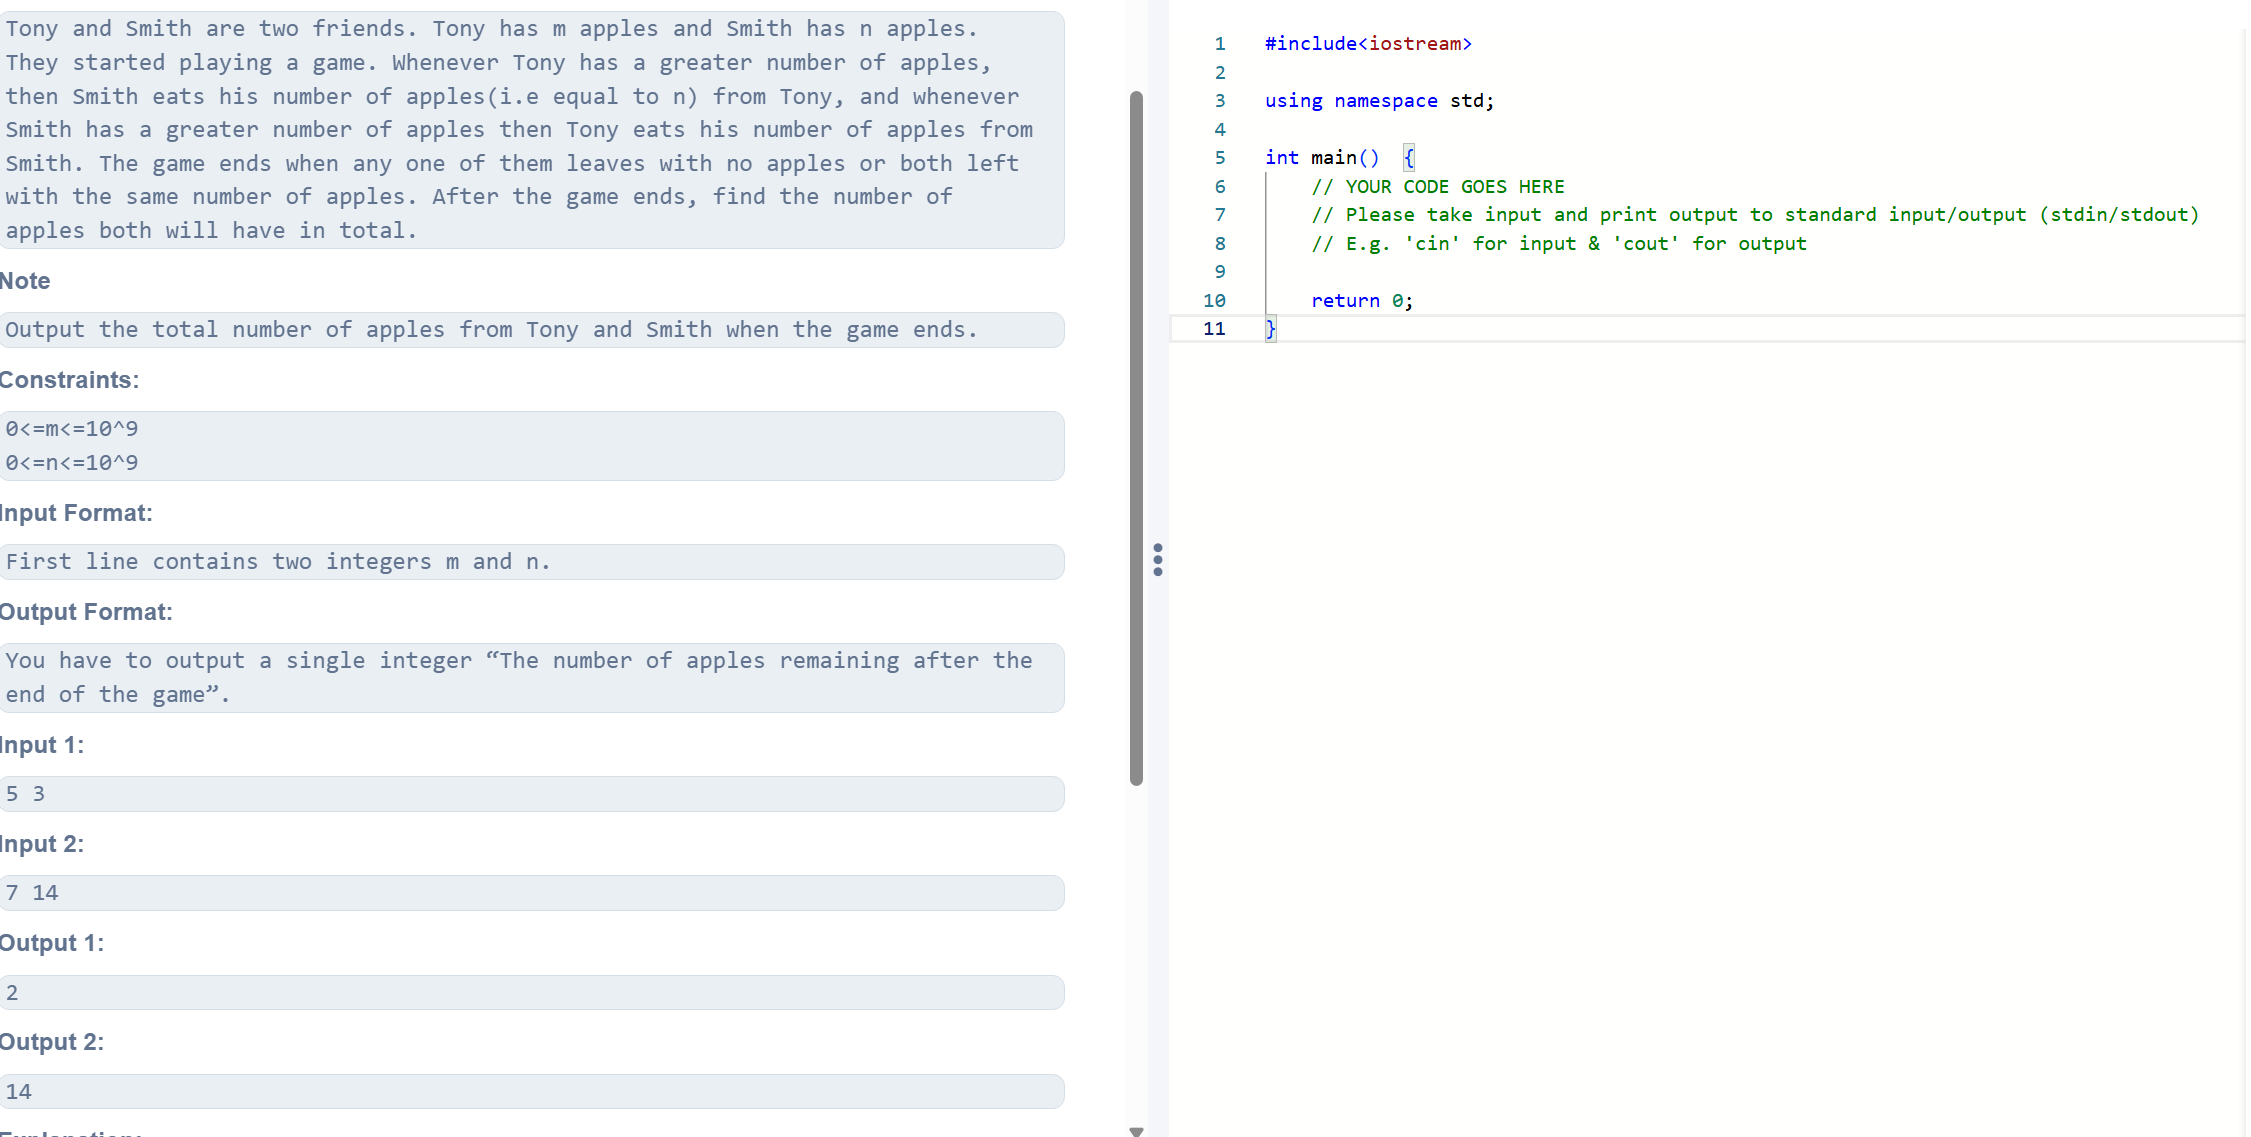 Tony and Smith are two friends. Tony has m apples and Smith has n apples.
They started playing a game. Whenever Tony has a greater number of apples,
then Smith eats his number of apples(i.e equal to n) from Tony, and whenever
Smith has a greater number of apples then Tony eats his number of apples from
Smith. The game ends when any one of them leaves with no apples or both left
with the same number of apples. After the game ends, find the number of
apples both will have in total.
Note
Output the total number of apples from Tony and Smith when the game ends.
Constraints:
0<=m<=10^9
0<=n<=10^9
Input Format:
First line contains two integers m and n.
Output Format:
You have to output a single integer “The number of apples remaining after the
end of the game”.
Input 1:
5 3
Input 2:
7 14
Output 1:
2
Output 2:
14
1 #include<iostream>
2
3 using namespace std;
4
5 int main()  {
6     // YOUR CODE GOES HERE
7     // Please take input and print output to standard input/output (stdin/stdout)
8     // E.g. 'cin' for input & 'cout' for output
9
10     return 0;
11 }